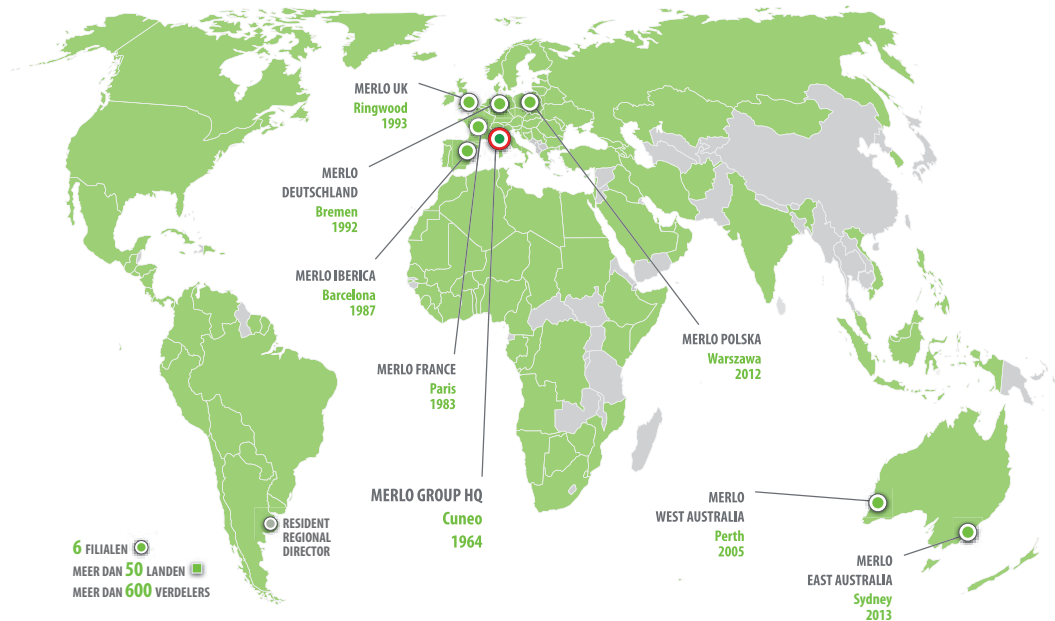 MERLO UK
Ringwood
1993
MERLO
DEUTSCHLAND
Bremen
1992
MERLO IBERICA
Barcelona
1987
MERLO FRANCE
Paris
1983
MERLO GROUP HQ
Cuneo
1964
MERLO POLSKA
Warszawa
2012
MERLO
WEST AUSTRALIA
Perth
2005
MERLO
EAST AUSTRALIA
Sydney
2013
RESIDENT
REGIONAL
DIRECTOR
6 FILIALEN
MEER DAN 50 LANDEN
MEER DAN 600 VERDELERS